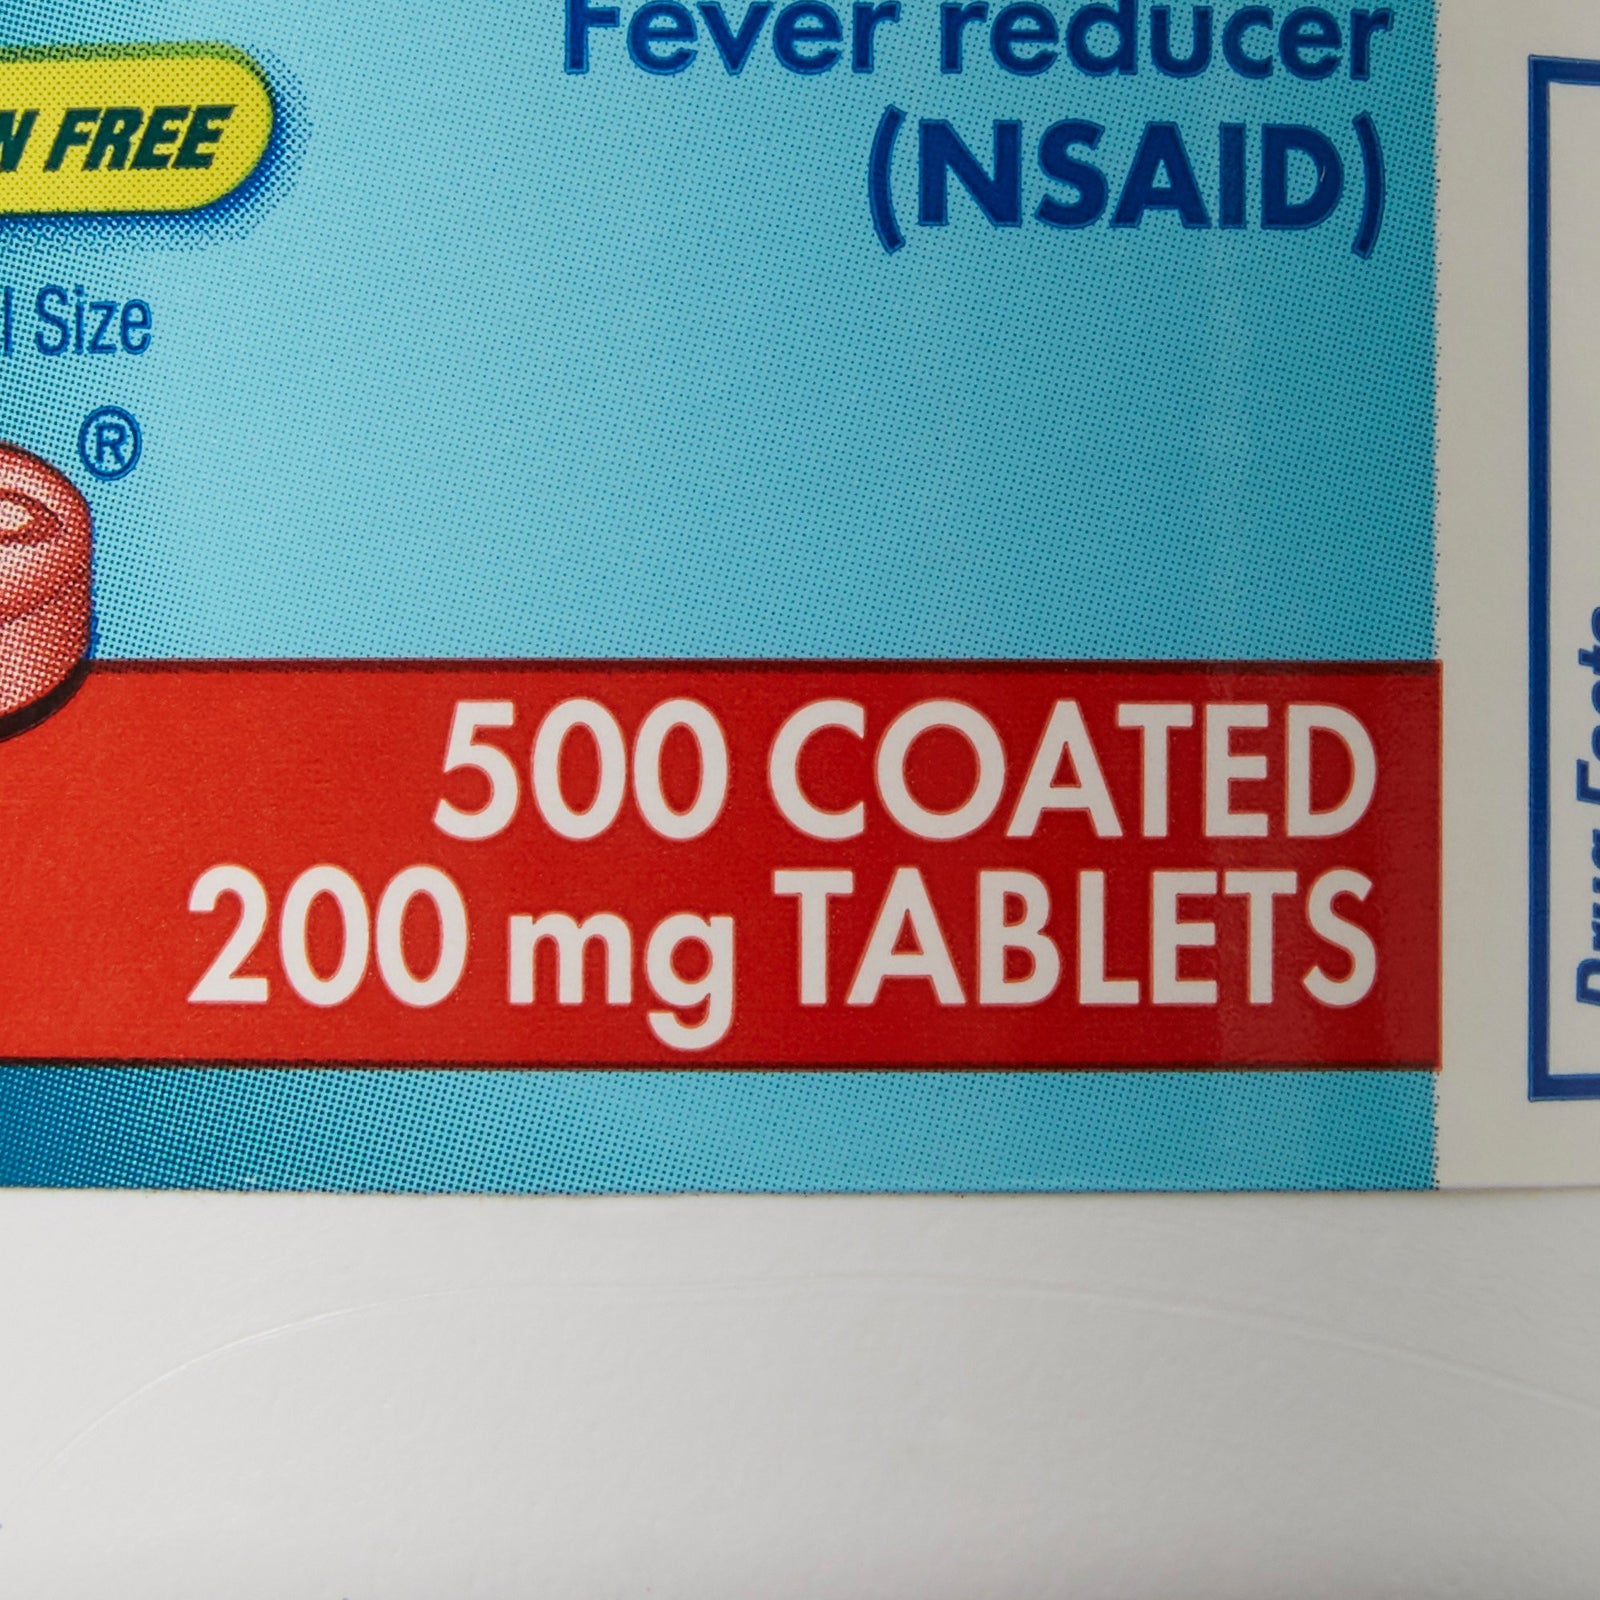 Fever reducer
(NSAID)
FREE
Size
®
500 COATED
200 mg TABLETS
Drug Facts